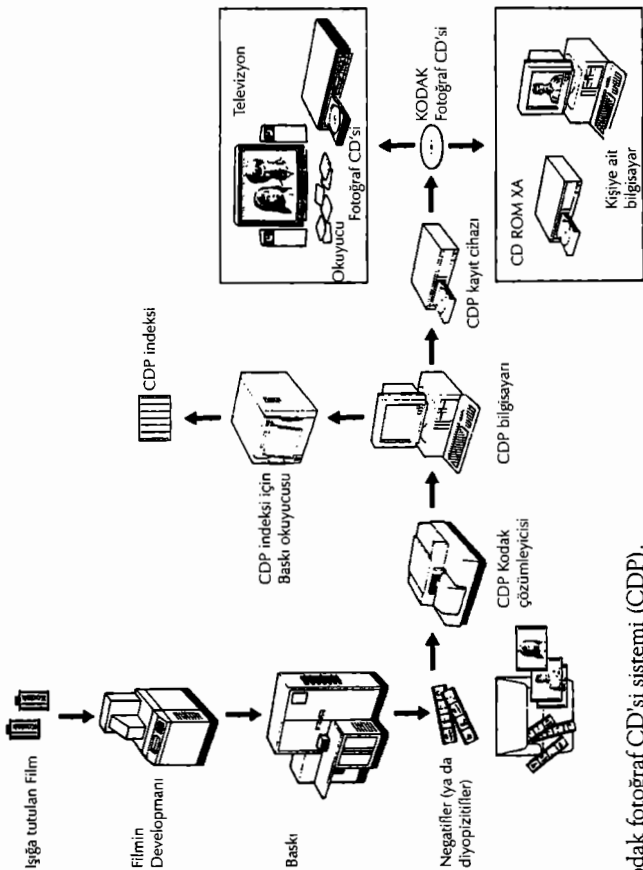 Işığa tutulan Film
Filmin
Developmanı
Baskı
Negatifler (ya da
diyopizitifler)
CDP Kodak
çözümleyicisi
CDP bilgisayarı
CDP indeksi için
Baskı okuyucusu
CDP indeksi
CDP kayıt cihazı
KODAK
Fotoğraf CD'si
Televizyon
Okuyucu
Fotoğraf CD'si
CD ROM XA
Kişiye ait
bilgisayar
odak fotoğraf CD'si sistemi (CDP).